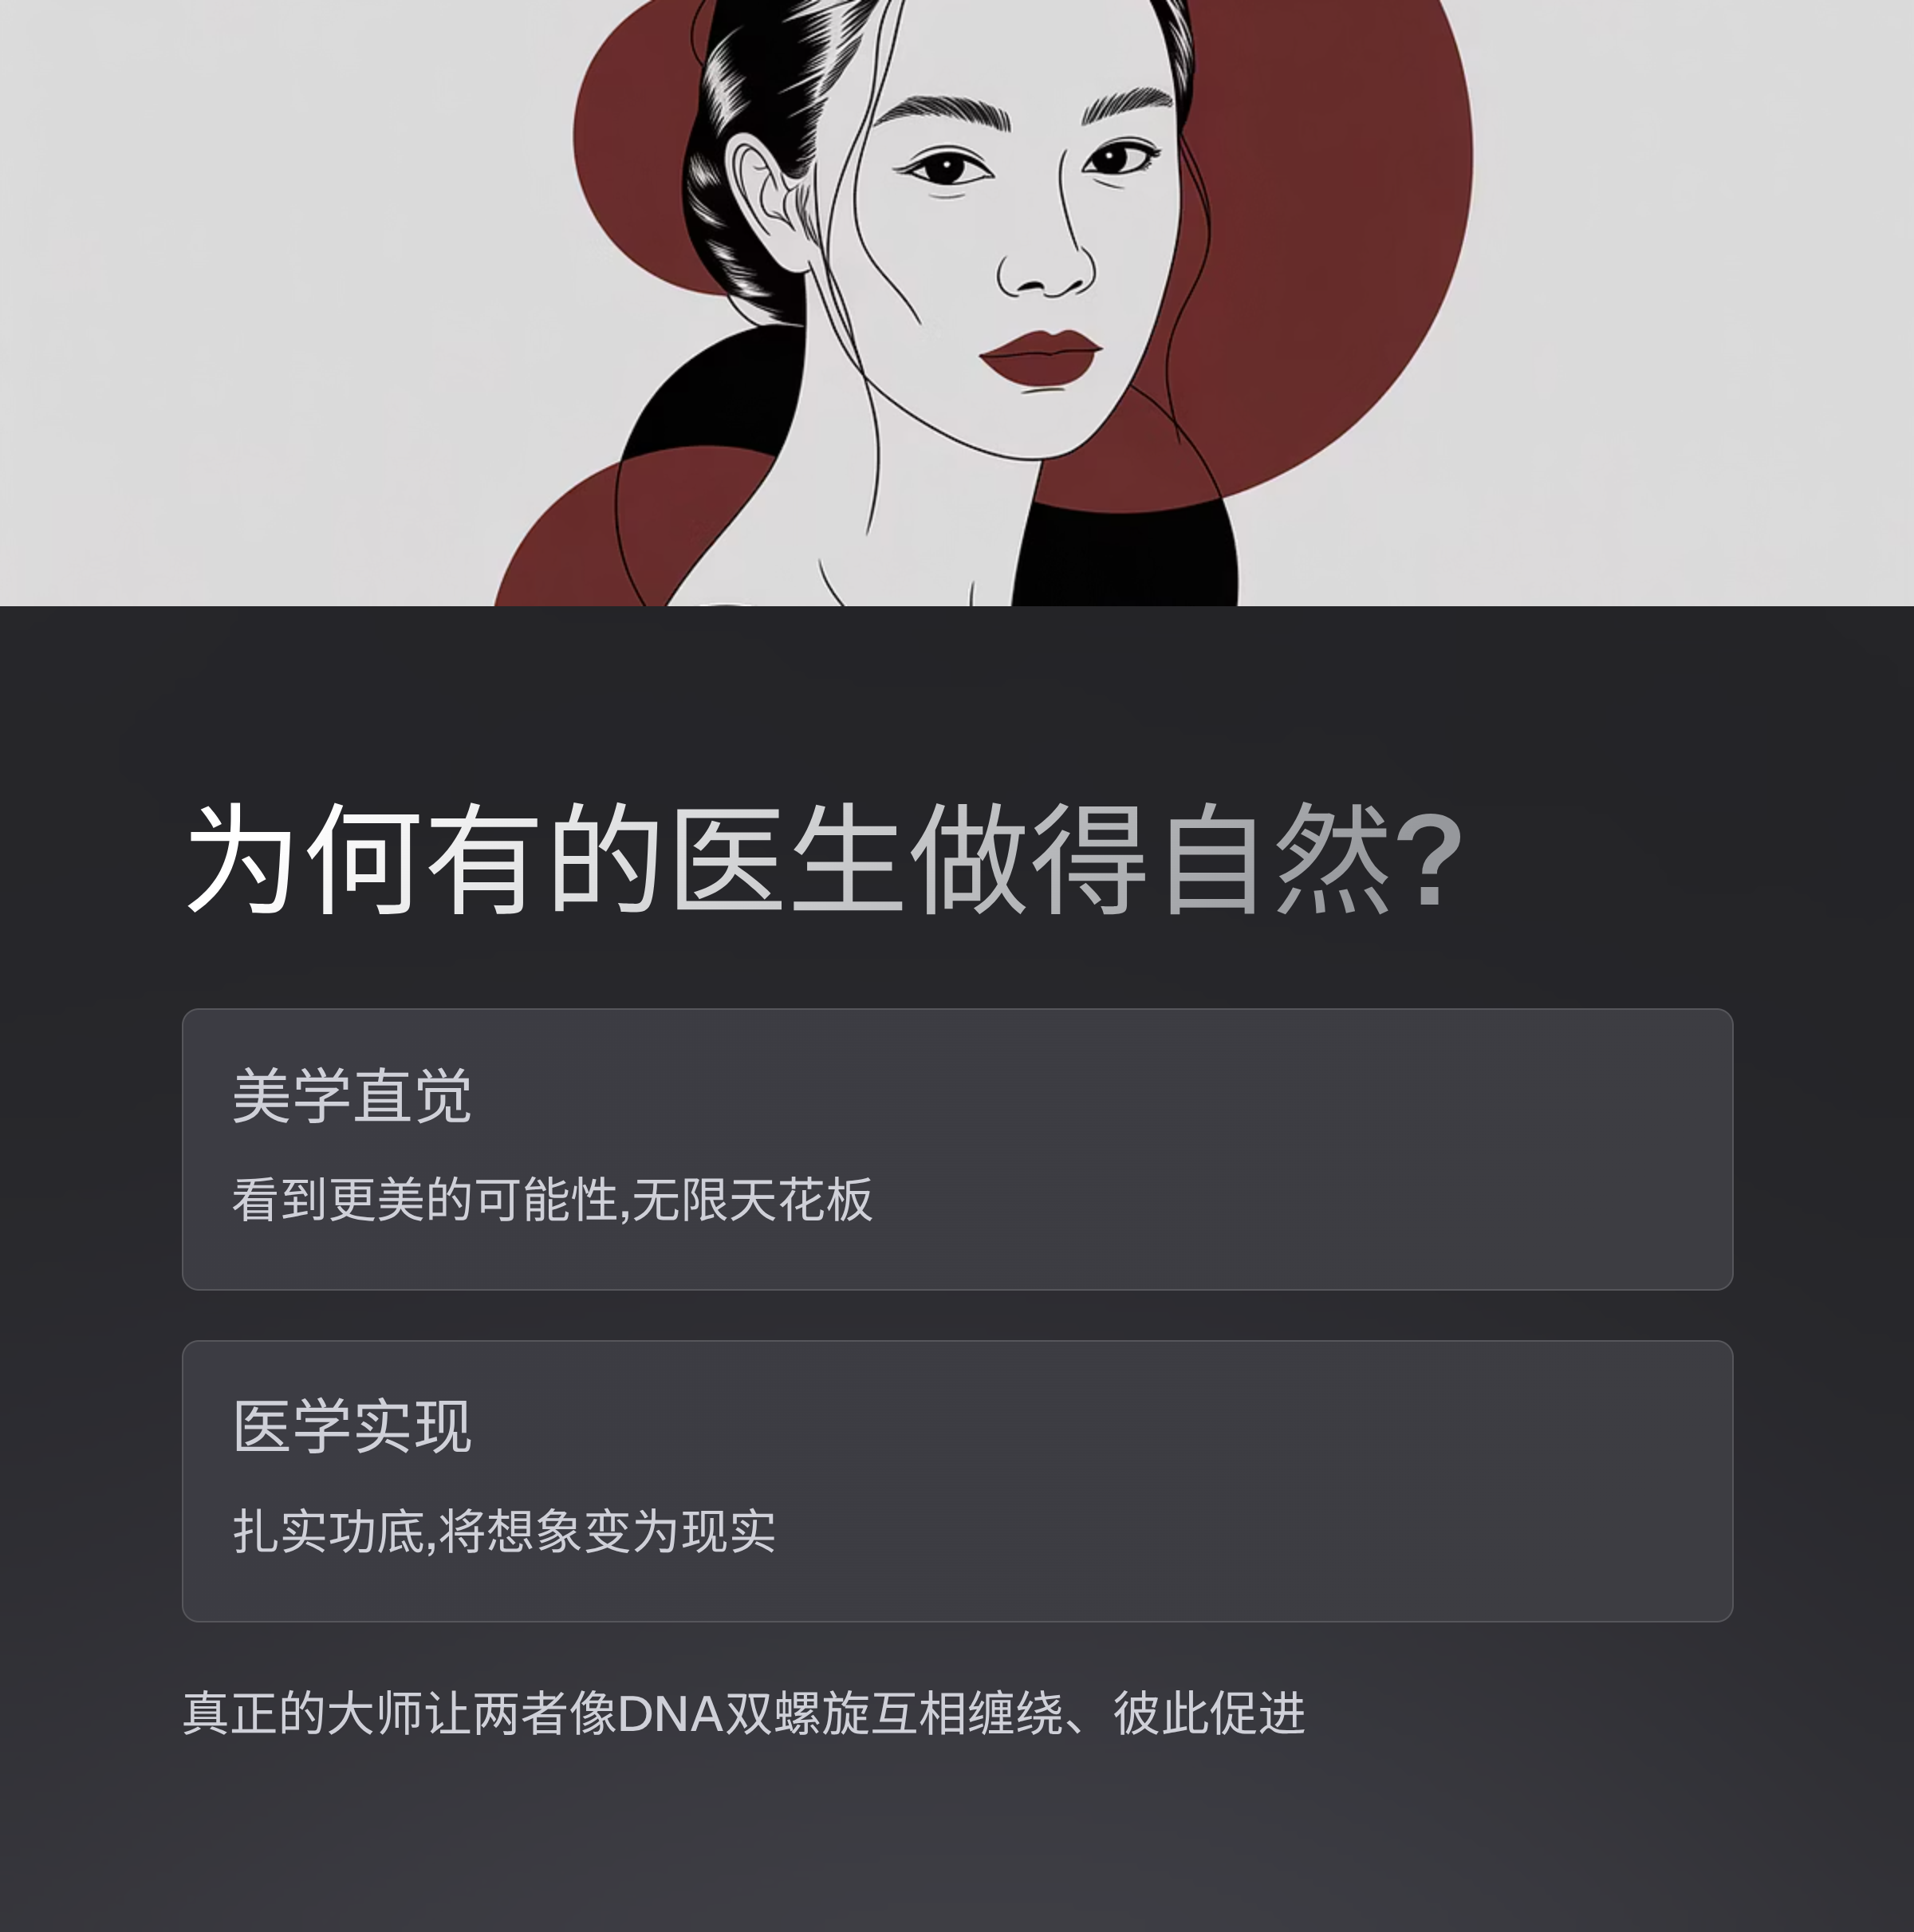 为何有的医生做得自然?
美学直觉
看到更美的可能性,无限天花板
医学实现
扎实功底,将想象变为现实
真正的大师让两者像DNA双螺旋互相缠绕、彼此促进